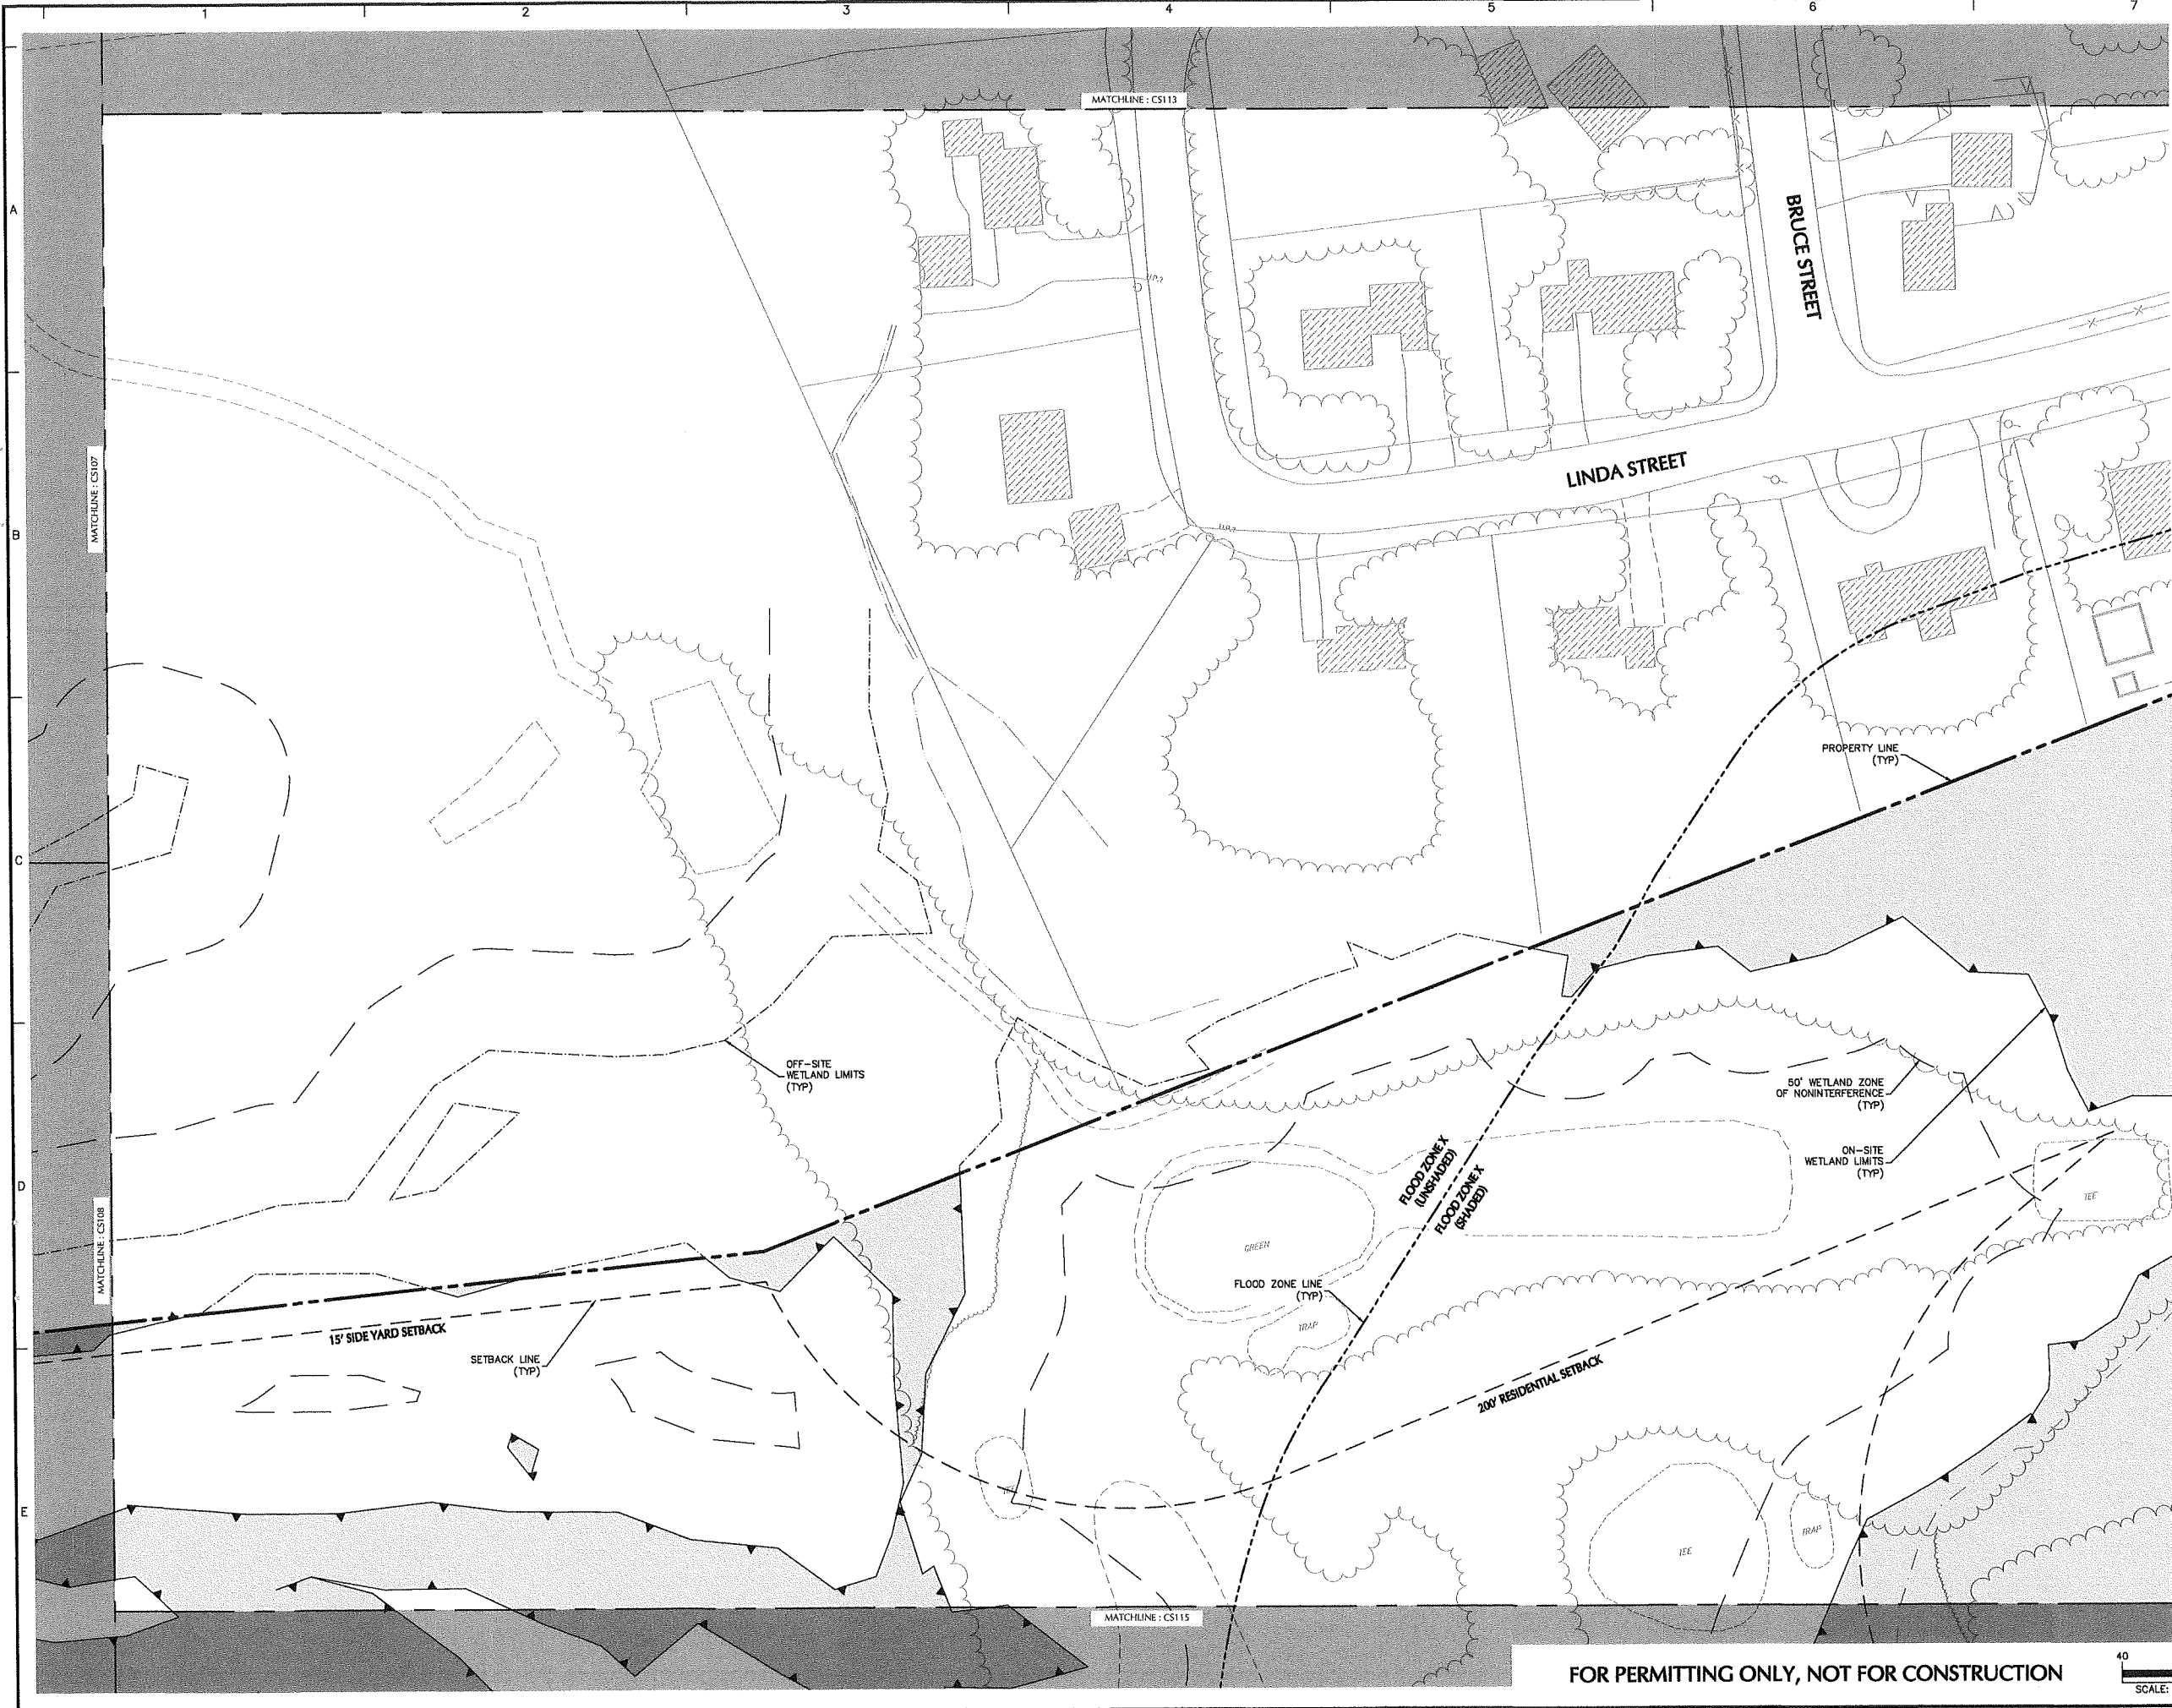 1 2 3 4 5 6 7
MATCHLINE : CS113
A
BRUCE STREET
U.P.?
MATCHLINE : CS107
LINDA STREET
B
U.P.?
PROPERTY LINE
(TYP)
C
OFF-SITE
WETLAND LIMITS
(TYP)
50' WETLAND ZONE
OF NONINTERFERENCE
(TYP)
ON-SITE
WETLAND LIMITS
(TYP)
FLOOD ZONE X
(UNSHADED)
FLOOD ZONE X
(SHADED)
D
TEE
MATCHLINE : CS108
GREEN
FLOOD ZONE LINE
(TYP)
TRAP
15' SIDE YARD SETBACK
SETBACK LINE
(TYP)
200' RESIDENTIAL SETBACK
TEE
E
TRAP
TEE
MATCHLINE : CS115
FOR PERMITTING ONLY, NOT FOR CONSTRUCTION
40
SCALE: